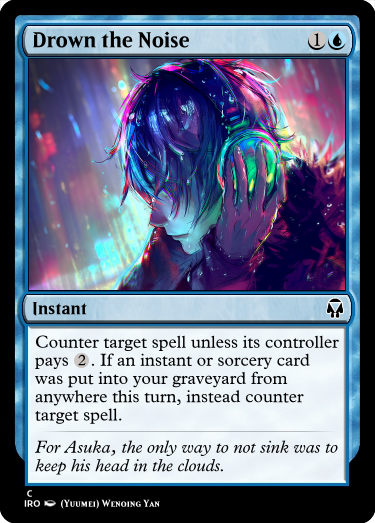 Drown the Noise 1
Instant
Counter target spell unless its controller
pays 2. If an instant or sorcery card
was put into your graveyard from
anywhere this turn, instead counter
target spell.
For Asuka, the only way to not sink was to
keep his head in the clouds.
C
IRO (Yuumei) Wenqing Yan